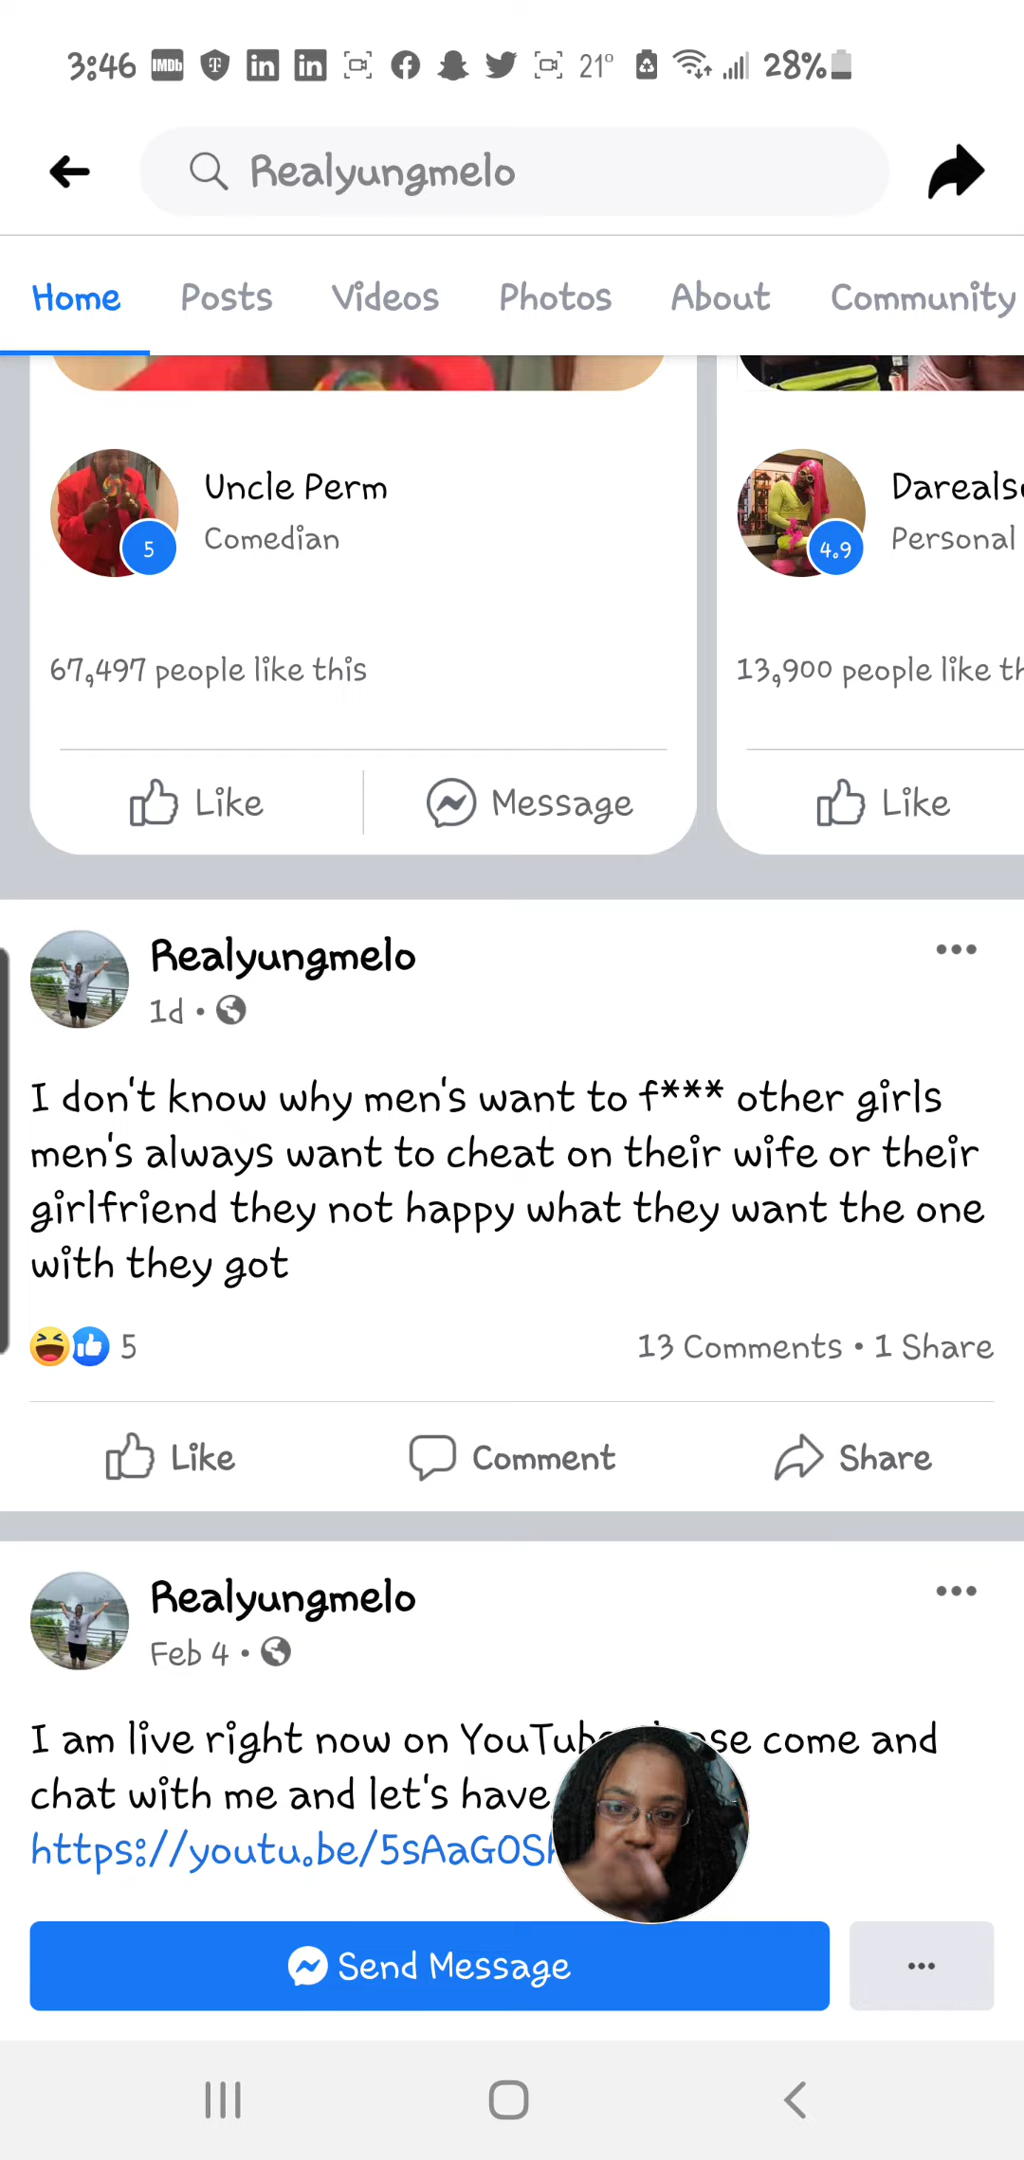 3:46 IMDb T in in 21° 28%
Realyungmelo
Home Posts Videos Photos About Community
Uncle Perm
Comedian
5
67,497 people like this
Like Message
Personal
4.9
13,900 people like
Like
Realyungmelo
1d •
I don't know why men's want to f*** other girls
men's always want to cheat on their wife or their
girlfriend they not happy what they want the one
with they got
5 13 Comments • 1 Share
Like Comment Share
Realyungmelo
Feb 4 •
I am live right now on come and
chat with me and let's have
https://youtu.be/5sAaGOS
Send Message